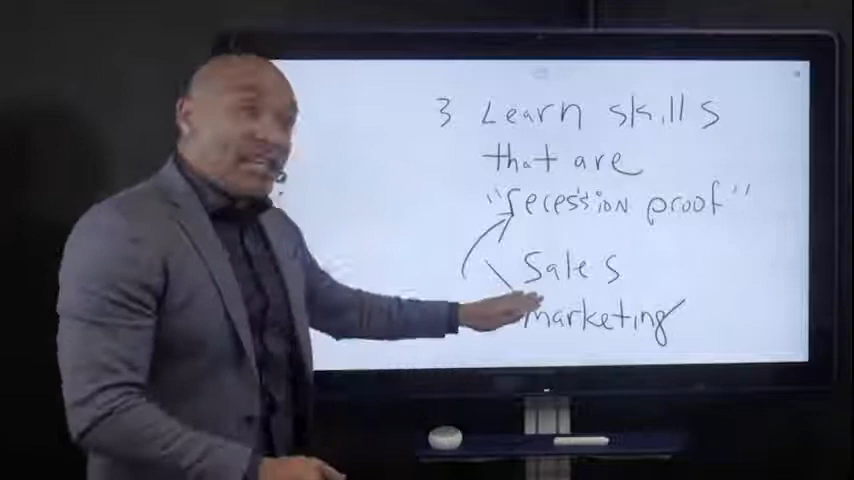 3 Learn skills
that are
"recession proof"
Sales
marketing